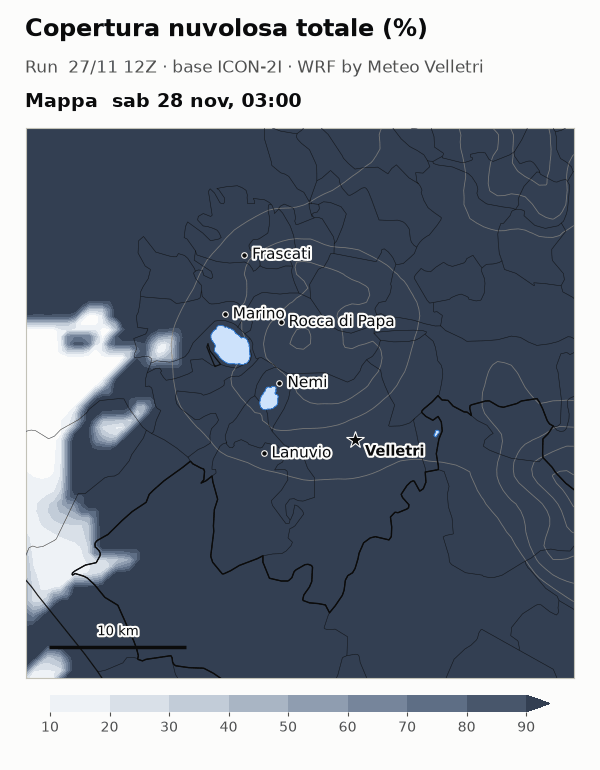 Copertura nuvolosa totale (%)
Run  27/11 12Z · base ICON-2I · WRF by Meteo Velletri
Mappa  sab 28 nov, 03:00
Frascati
Marino
Rocca di Papa
Nemi
Velletri
Lanuvio
10 km
10 20 30 40 50 60 70 80 90